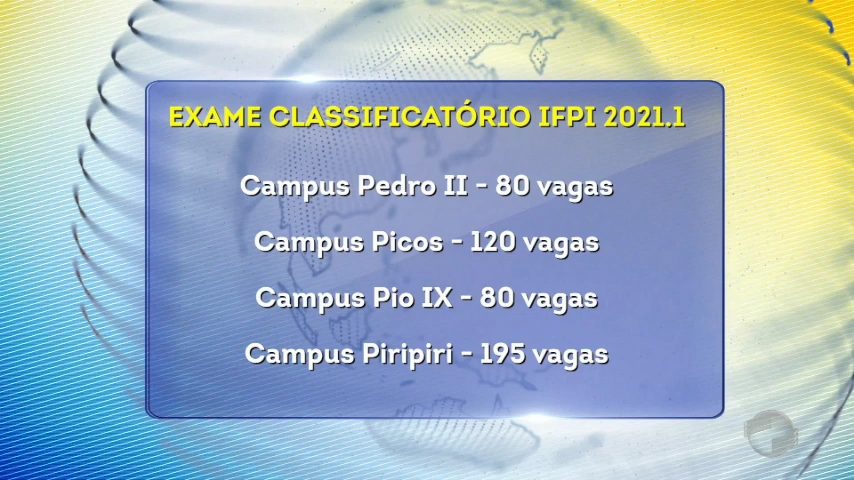 EXAME CLASSIFICATÓRIO IFPI 2021.1
Campus Pedro II - 80 vagas
Campus Picos - 120 vagas
Campus Pio IX - 80 vagas
Campus Piripiri - 195 vagas